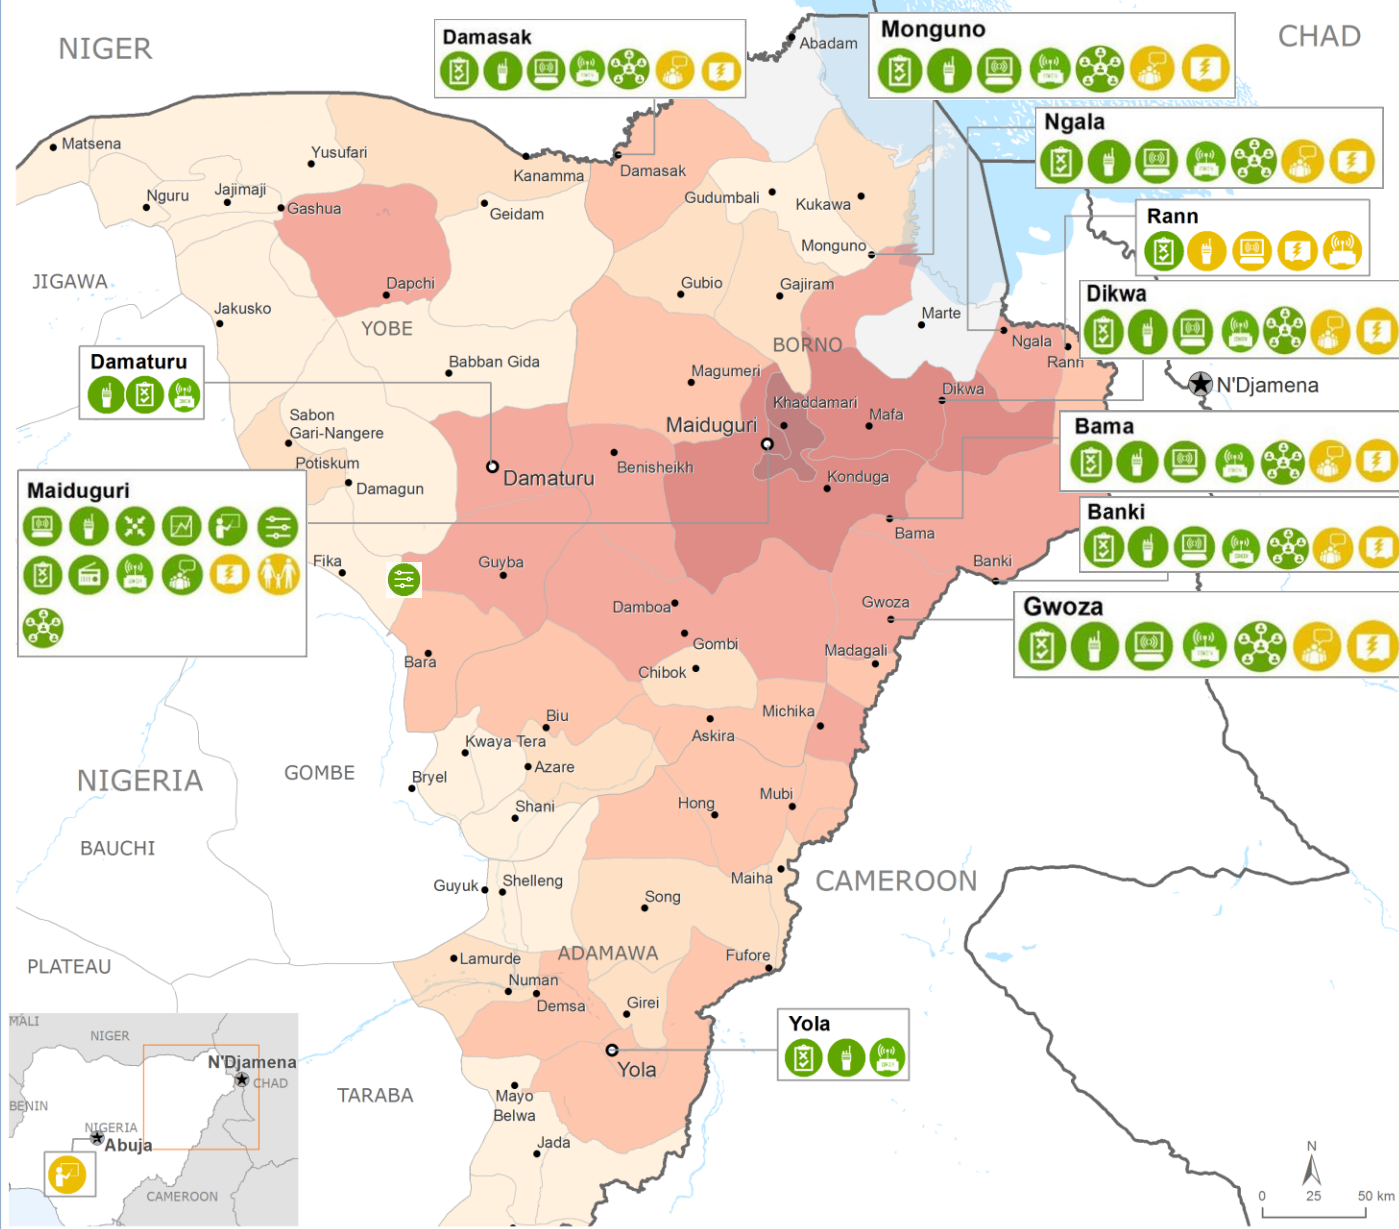 NIGER
CHAD
Damasak
Monguno
Abadam
Ngala
Matsena
Yusufari
Kanamma
Damasak
Nguru
Jajimaji
Gashua
Geidam
Gudumbali
Kukawa
Rann
Monguno
JIGAWA
Dapchi
Gubio
Gajiram
Dikwa
Jakusko
YOBE
Marte
BORNO
Ngala
Rann
Damaturu
Babban Gida
Magumeri
Dikwa
N'Djamena
Khaddamari
Mafa
Sabon
Gari-Nangere
Maiduguri
Bama
Potiskum
Benisheikh
Damaturu
Konduga
Maiduguri
Damagun
Banki
Bama
Fika
Guyba
Banki
Damboa
Gwoza
Gwoza
Gombi
Madagali
Bara
Chibok
Biu
Michika
Askira
Kwaya Tera
NIGERIA
GOMBE
Bryel
Azare
Shani
Hong
Mubi
BAUCHI
Guyuk
Shelleng
Maiha
CAMEROON
Song
PLATEAU
Lamurde
ADAMAWA
Fufore
Numan
Demsa
Girei
Yola
MALI
NIGER
N'Djamena
CHAD
Yola
BENIN
TARABA
Mayo
Belwa
NIGERIA
Abuja
Jada
CAMEROON
N
0 25 50 km